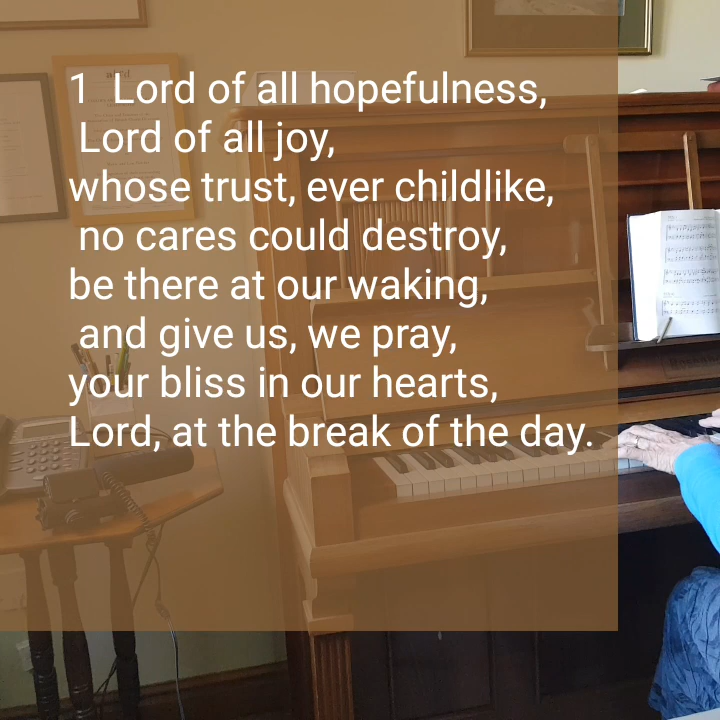 1 Lord of all hopefulness,
Lord of all joy,
whose trust, ever childlike,
no cares could destroy,
be there at our waking,
and give us, we pray,
your bliss in our hearts,
Lord, at the break of the day.